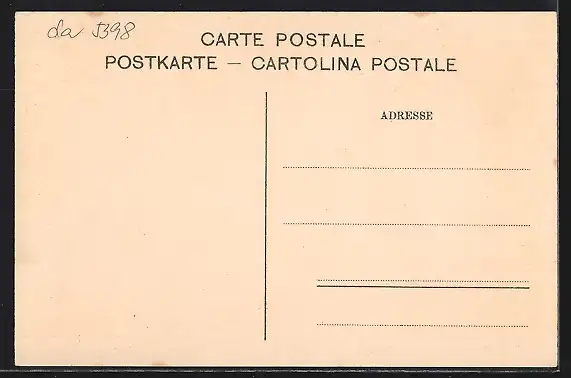 da 5398
CARTE POSTALE
POSTKARTE — CARTOLINA POSTALE
ADRESSE